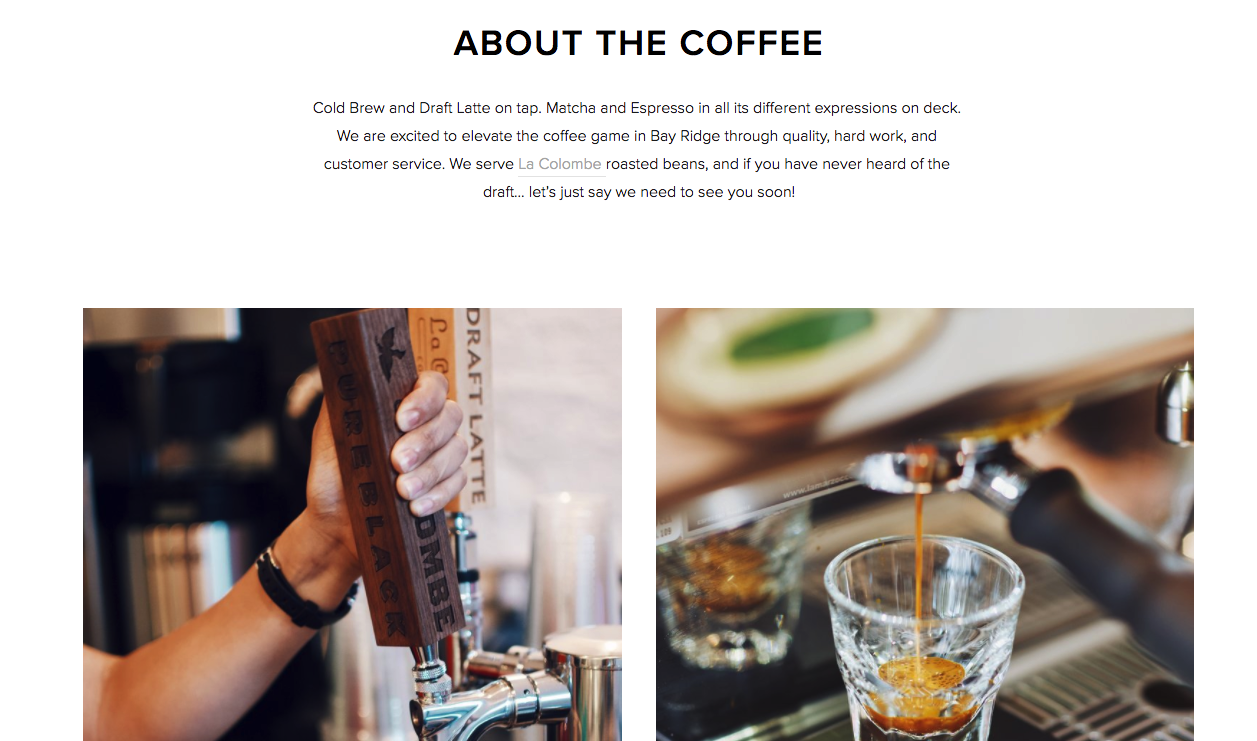 ABOUT THE COFFEE
Cold Brew and Draft Latte on tap. Matcha and Espresso in all its different expressions on deck.
We are excited to elevate the coffee game in Bay Ridge through quality, hard work, and
customer service. We serve La Colombe roasted beans, and if you have never heard of the
draft... let's just say we need to see you soon!
PURE BLACK
OMBE
La C
DRAFT LATTE